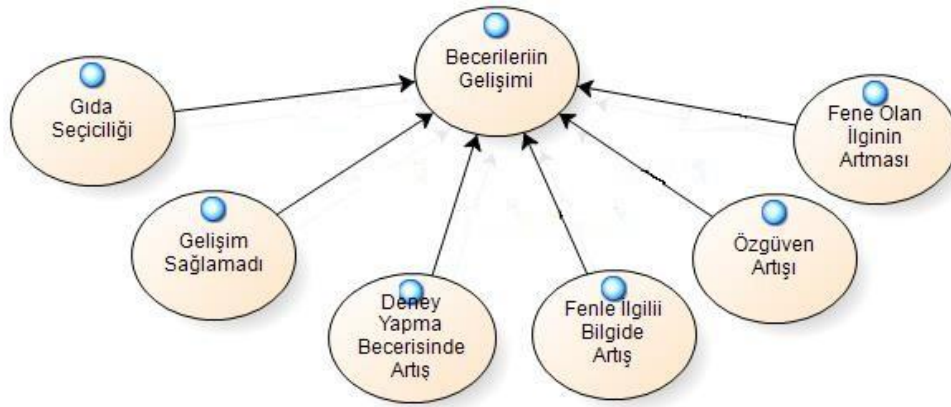 Becerileriin
Gelişimi
Gıda
Seçiciliği
Fene Olan
İlginin
Artması
Gelişim
Sağlamadı
Özgüven
Artışı
Deney
Yapma
Becerisinde
Artış
Fenle İlgilii
Bilgide
Artış